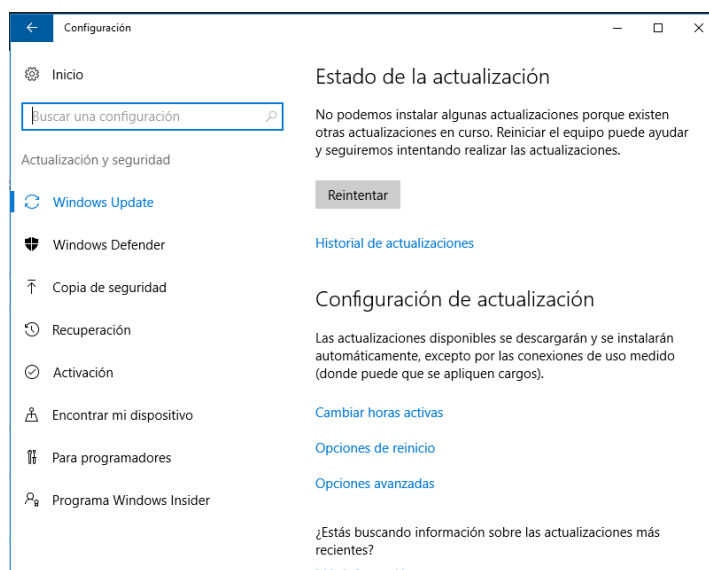 Configuración
Inicio
Buscar una configuración
Actualización y seguridad
Windows Update
Windows Defender
Copia de seguridad
Recuperación
Activación
Encontrar mi dispositivo
Para programadores
Programa Windows Insider
Estado de la actualización
No podemos instalar algunas actualizaciones porque existen
otras actualizaciones en curso. Reiniciar el equipo puede ayudar
y seguiremos intentando realizar las actualizaciones.
Reintentar
Historial de actualizaciones
Configuración de actualización
Las actualizaciones disponibles se descargarán y se instalarán
automáticamente, excepto por las conexiones de uso medido
(donde puede que se apliquen cargos).
Cambiar horas activas
Opciones de reinicio
Opciones avanzadas
¿Estás buscando información sobre las actualizaciones más
recientes?